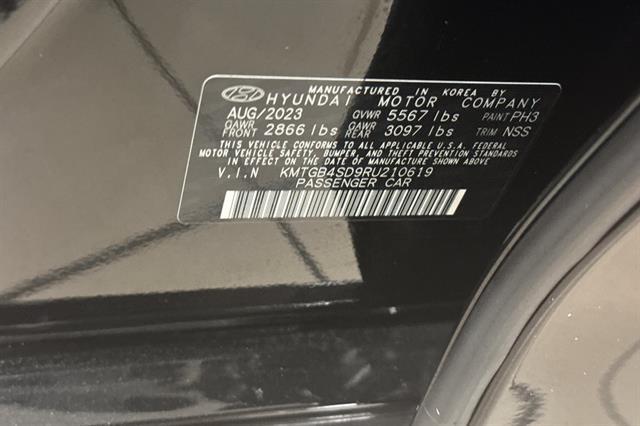 MANUFACTURED IN KOREA BY
HYUNDAI MOTOR COMPANY
AUG/2023 GVWR 5567 lbs PAINT PH3
GAWR FRONT 2866 lbs GAWR REAR 3097 lbs TRIM NSS
THIS VEHICLE CONFORMS TO ALL APPLICABLE U.S.A. FEDERAL
MOTOR VEHICLE SAFETY, BUMPER, AND THEFT PREVENTION STANDARDS
IN EFFECT ON THE DATE OF MANUFACTURE SHOWN ABOVE.
V.I.N KMTGB4SD9RU210619
PASSENGER CAR